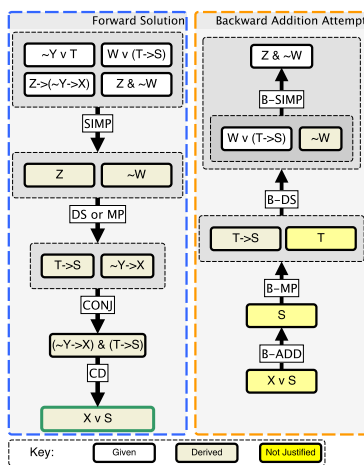 Forward Solution
~Y v T
W v (T->S)
Z->(~Y->X)
Z & ~W
SIMP
Z
~W
DS or MP
T->S
~Y->X
CONJ
(~Y->X) & (T->S)
CD
X v S
Backward Addition Attempt
Z & ~W
B-SIMP
W v (T->S)
~W
B-DS
T->S
T
B-MP
S
B-ADD
X v S
Key:
Given
Derived
Not Justified